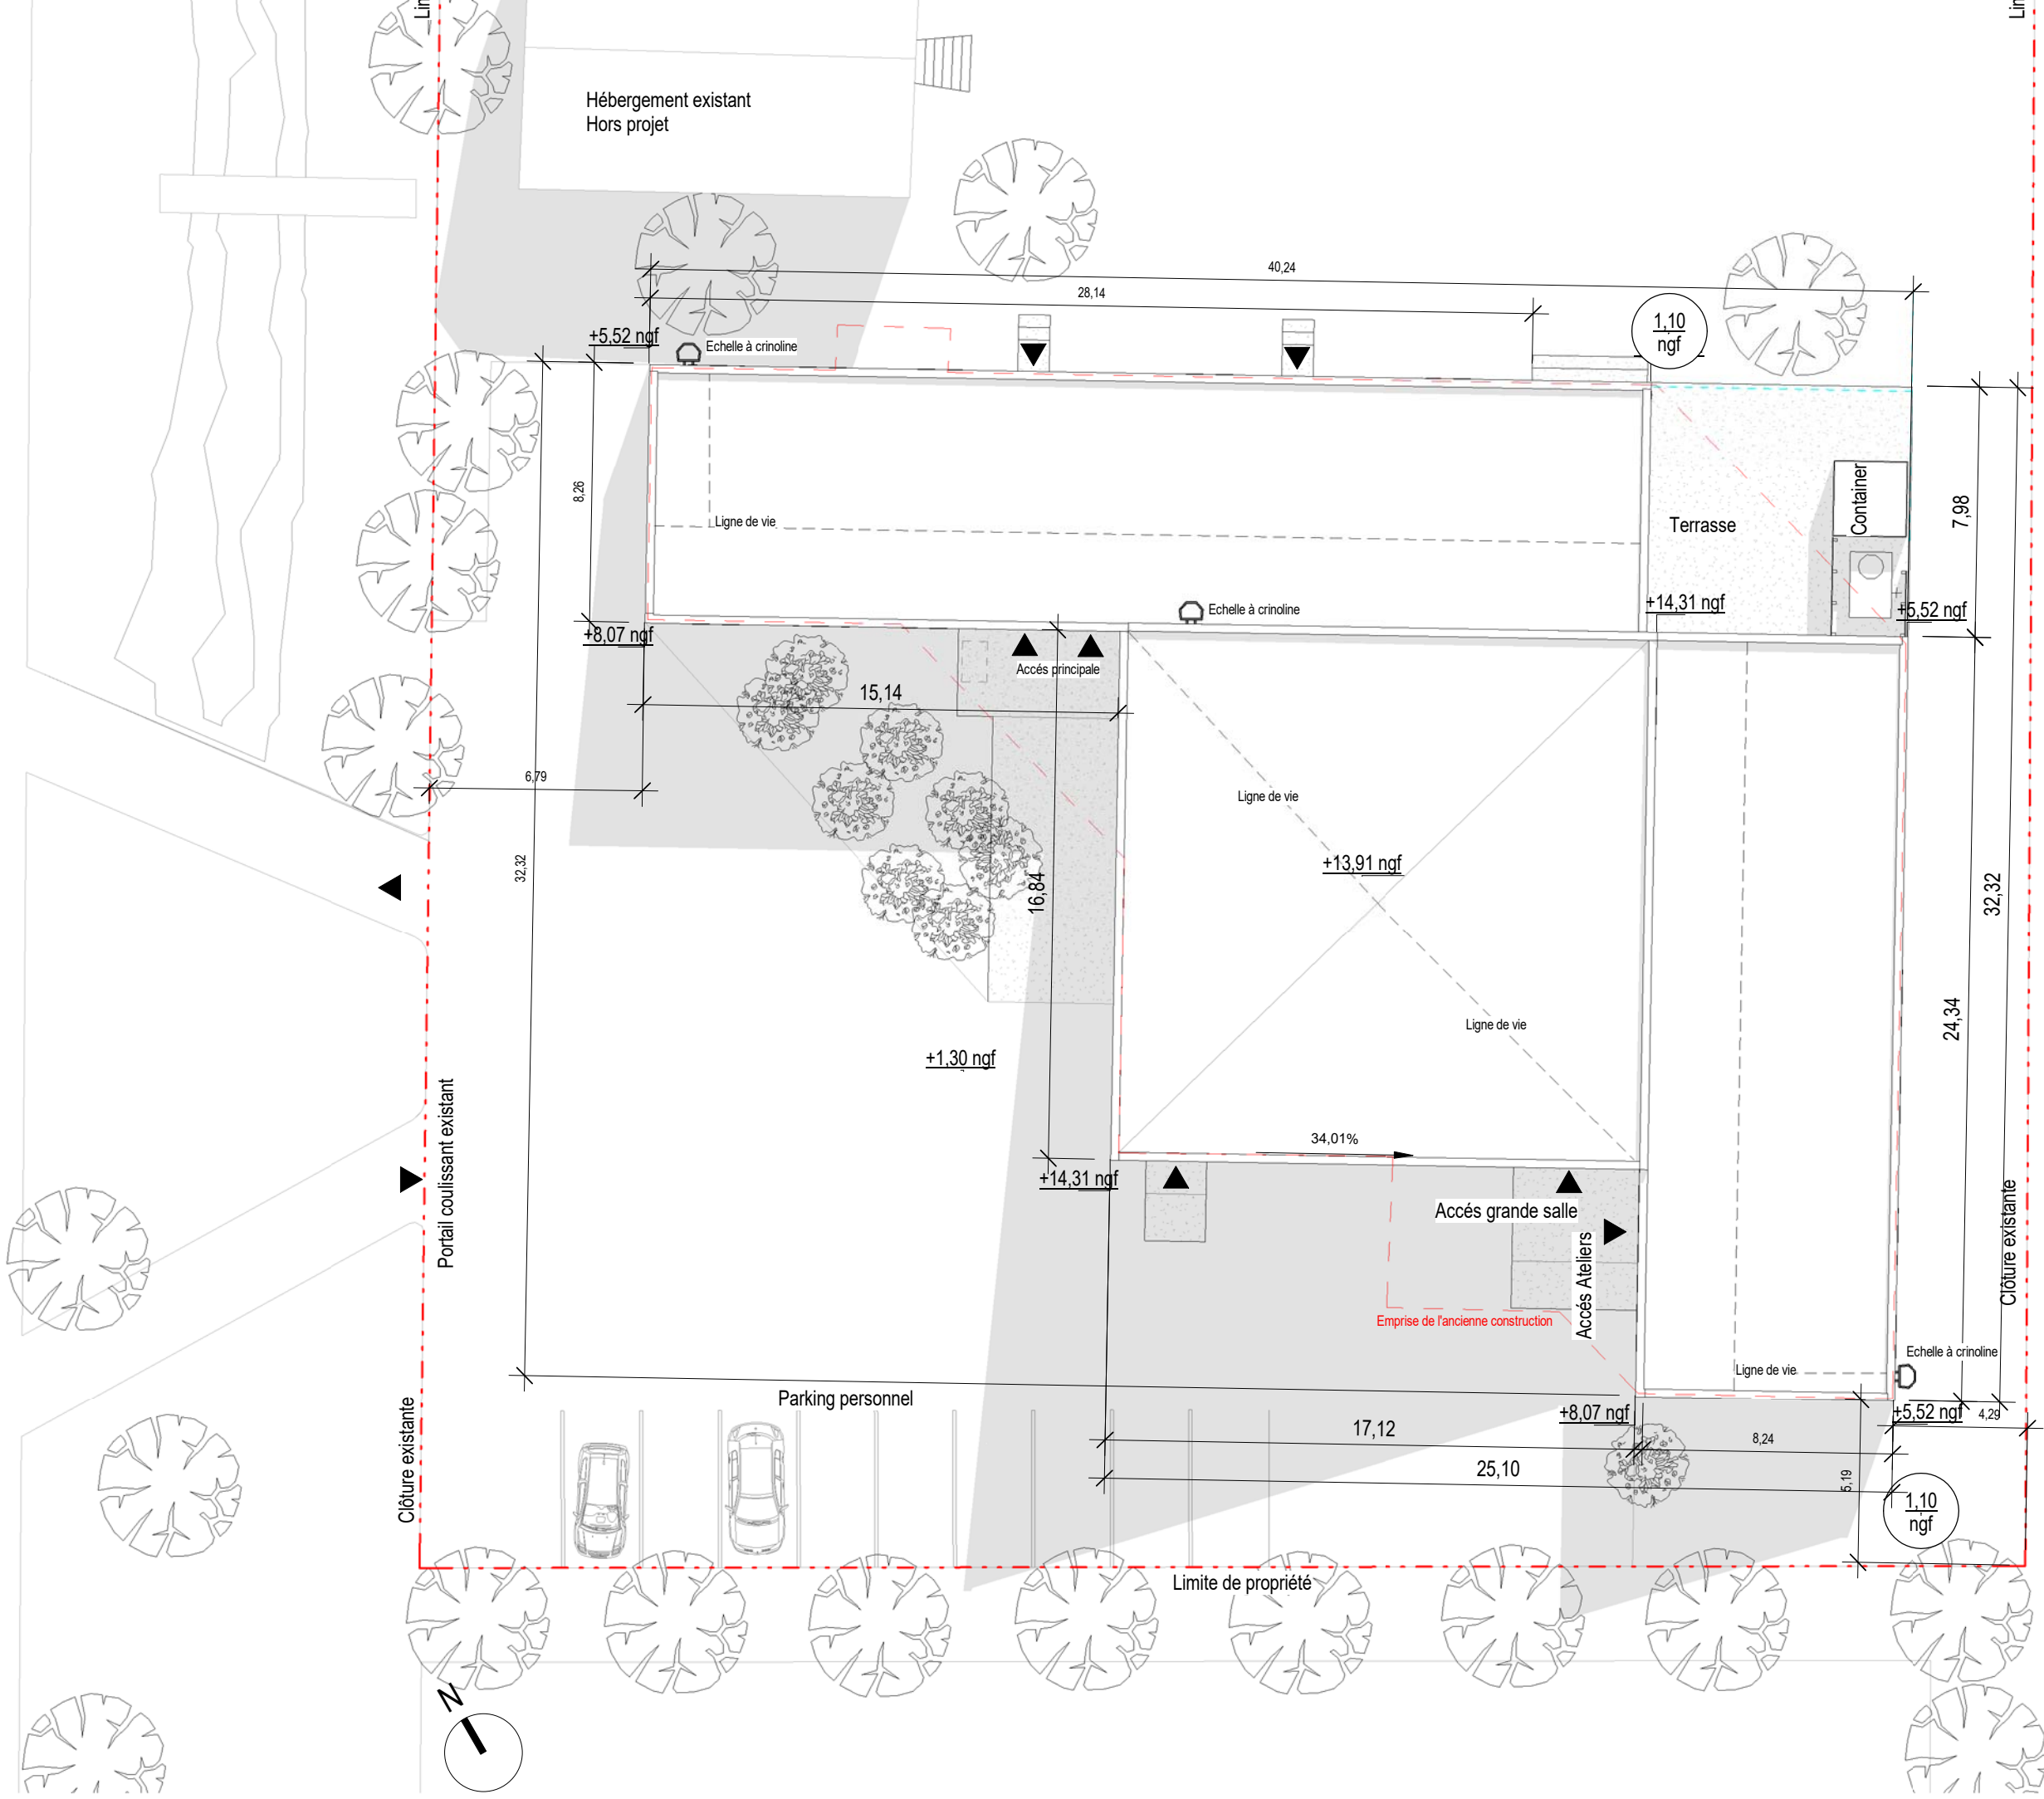 Hébergement existant
Hors projet
40,24
28,14
1,10
ngf
+5,52 ngf
Echelle à crinoline
8,26
Ligne de vie
Terrasse
Container
7,98
+14,31 ngf
+5,52 ngf
Echelle à crinoline
+8,07 ngf
Accés principale
15,14
6,79
32,32
16,84
Ligne de vie
+13,91 ngf
32,32
24,34
Ligne de vie
+1,30 ngf
Portail coulissant existant
34,01%
+14,31 ngf
Accés grande salle
Accés Ateliers
Clôture existante
Emprise de l'ancienne construction
Echelle à crinoline
Ligne de vie
Parking personnel
Clôture existante
+8,07 ngf
+5,52 ngf
4,29
17,12
8,24
25,10
5,19
1,10
ngf
Limite de propriété
N